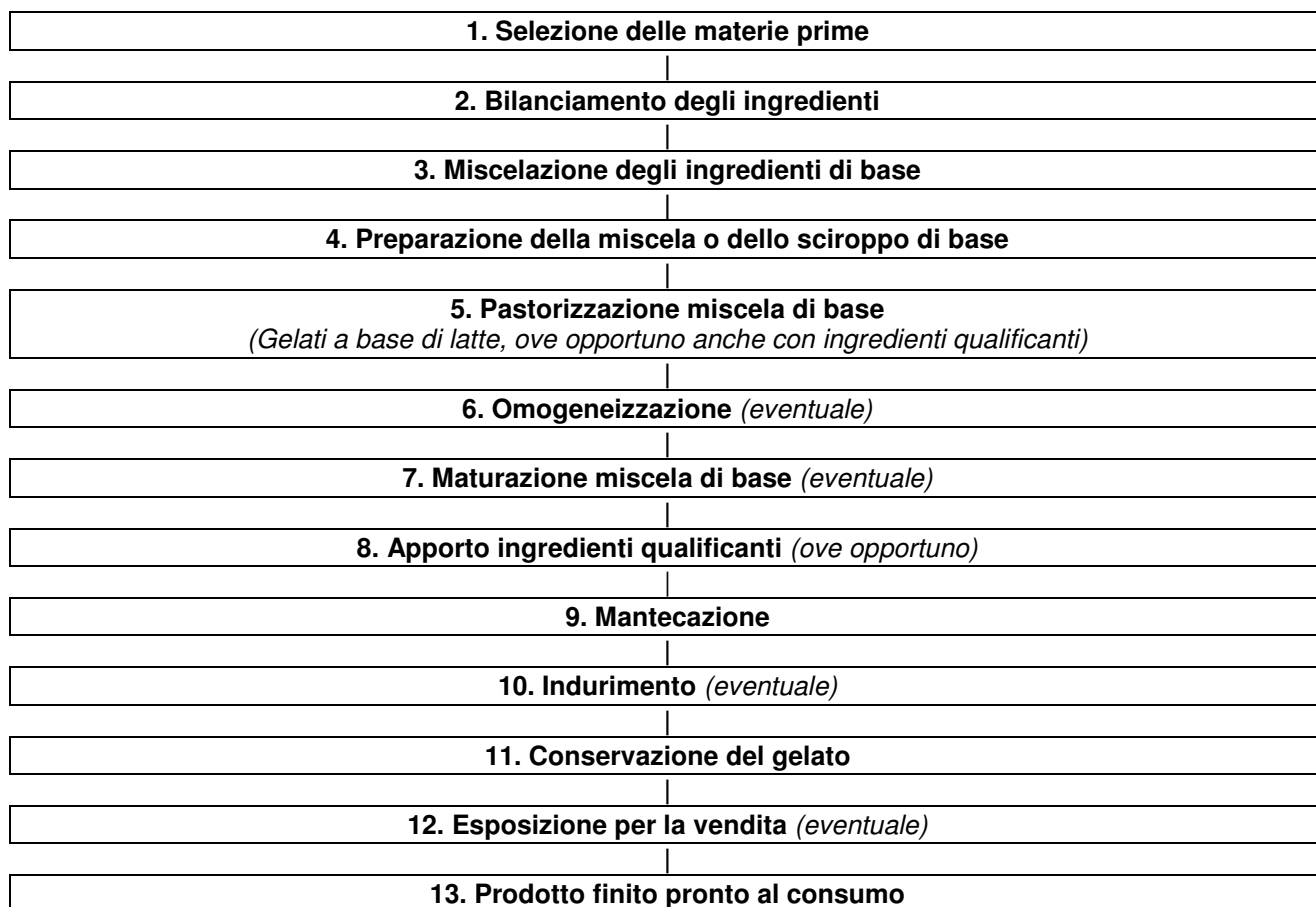 1. Selezione delle materie prime
2. Bilanciamento degli ingredienti
3. Miscelazione degli ingredienti di base
4. Preparazione della miscela o dello sciroppo di base
5. Pastorizzazione miscela di base
(Gelati a base di latte, ove opportuno anche con ingredienti qualificanti)
6. Omogeneizzazione (eventuale)
7. Maturazione miscela di base (eventuale)
8. Apporto ingredienti qualificanti (ove opportuno)
9. Mantecazione
10. Indurimento (eventuale)
11. Conservazione del gelato
12. Esposizione per la vendita (eventuale)
13. Prodotto finito pronto al consumo